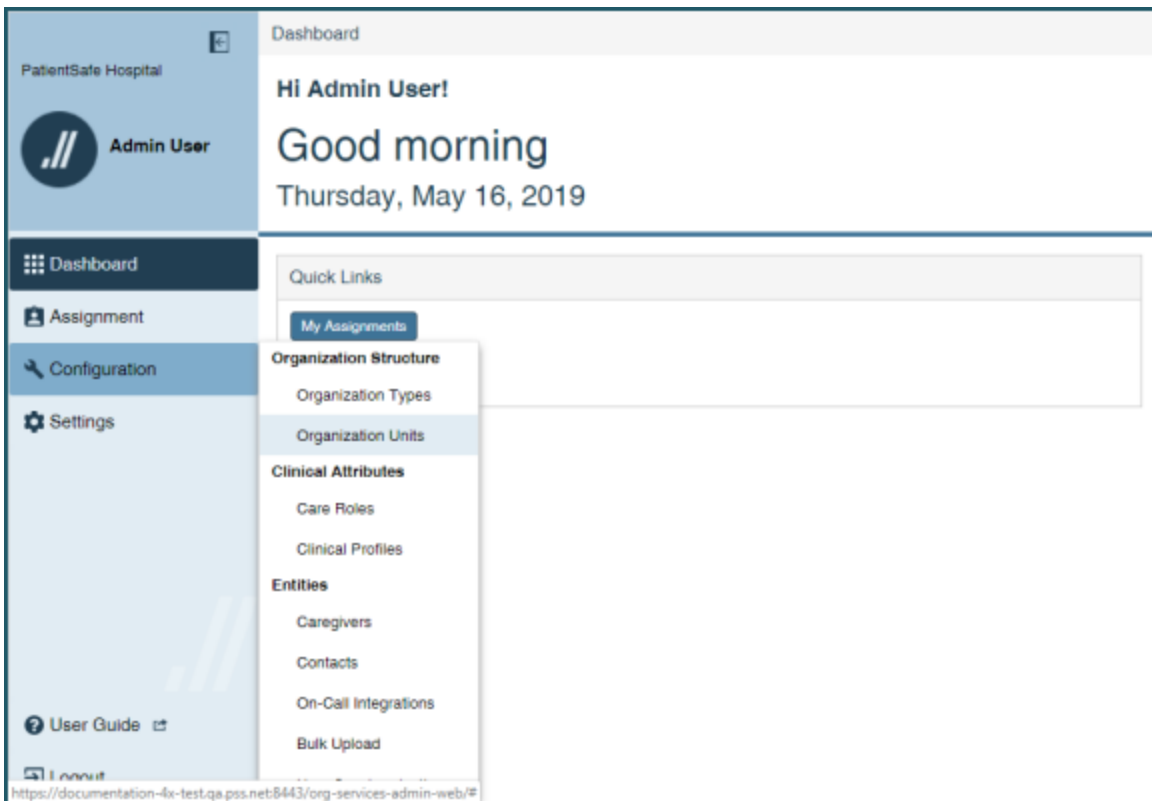 PatientSafe Hospital
Admin User
Dashboard
Hi Admin User!
Good morning
Thursday, May 16, 2019
Dashboard
Assignment
Configuration
Settings
User Guide
Logout
Quick Links
My Assignments
Organization Structure
Organization Types
Organization Units
Clinical Attributes
Care Roles
Clinical Profiles
Entities
Caregivers
Contacts
On-Call Integrations
Bulk Upload
https://documentation-4x-test.qa.pss.net:8443/org-services-admin-web/#